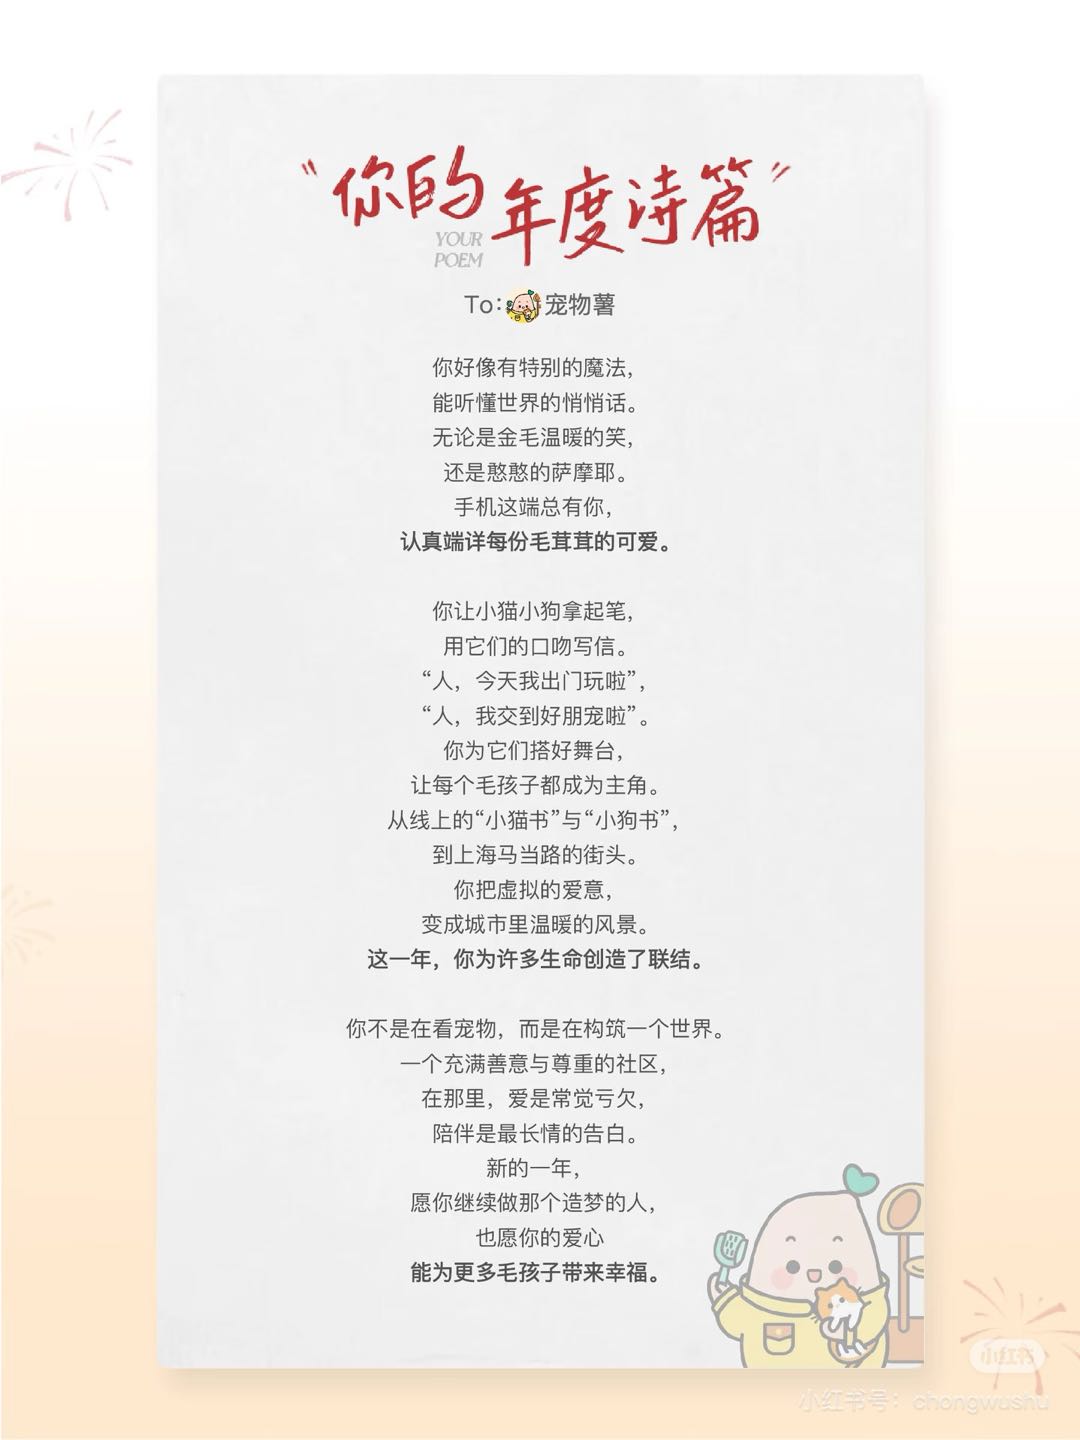 “你的年度诗篇”
YOUR
POEM
To:宠物薯
你好像有特别的魔法，
能听懂世界的悄悄话。
无论是金毛温暖的笑，
还是憨憨的萨摩耶。
手机这端总有你，
认真端详每份毛茸茸的可爱。
你让小猫小狗拿起笔，
用它们的口吻写信。
“人，今天我出门玩啦”，
“人，我交到好朋宠啦”。
你为它们搭好舞台，
让每个毛孩子都成为主角。
从线上的“小猫书”与“小狗书”，
到上海马当路的街头。
你把虚拟的爱意，
变成城市里温暖的风景。
这一年，你为许多生命创造了联结。
你不是在看宠物，而是在构筑一个世界。
一个充满善意与尊重的社区，
在那里，爱是常觉亏欠，
陪伴是最长情的告白。
新的一年，
愿你继续做那个造梦的人，
也愿你的爱心
能为更多毛孩子带来幸福。
小红书
小红书号：chongwushu